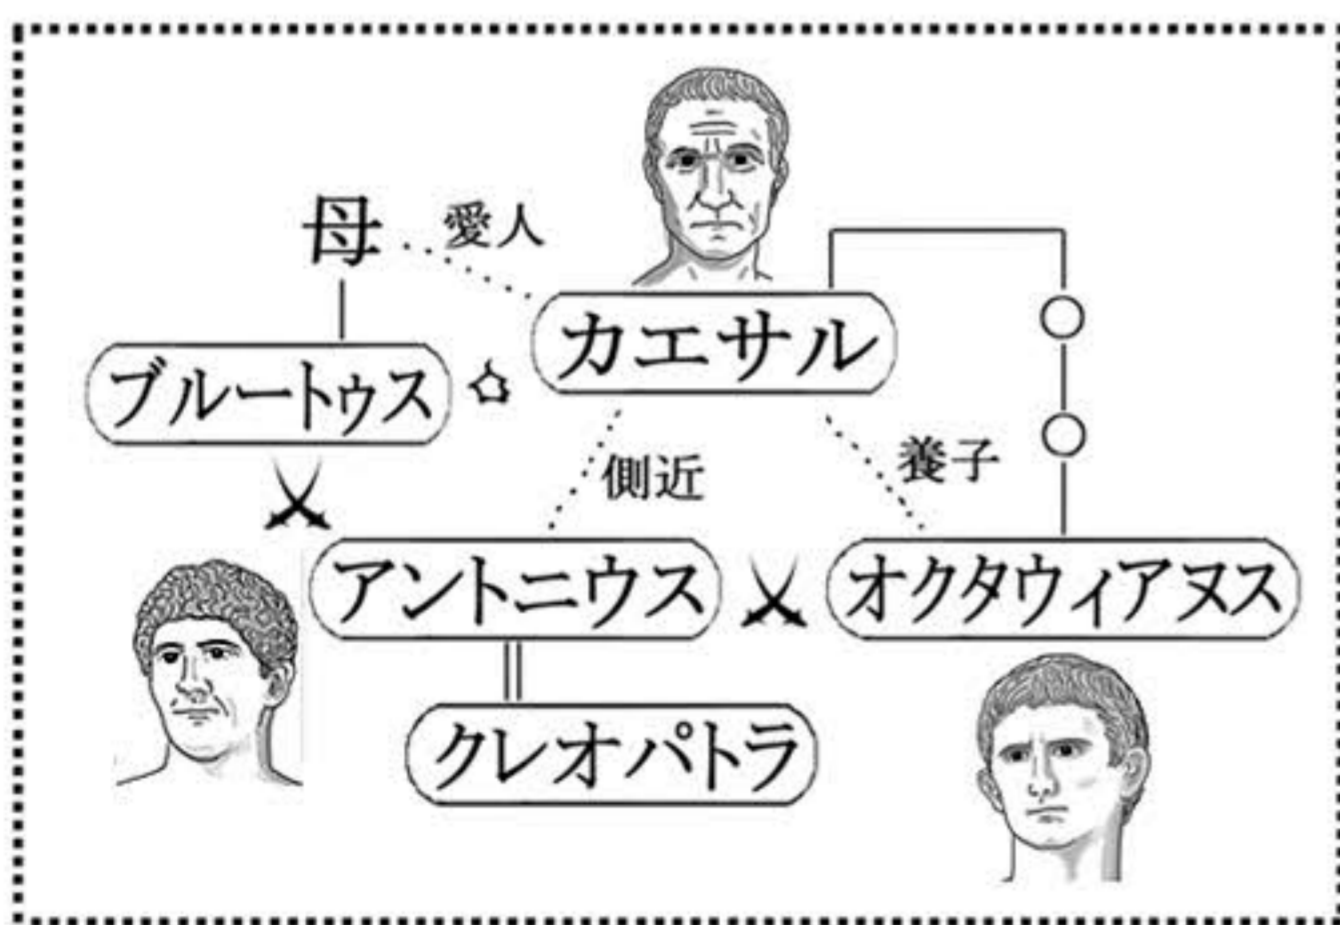 母
愛人
カエサル
ブルートゥス
側近
養子
アントニウス
オクタウィアヌス
クレオパトラ